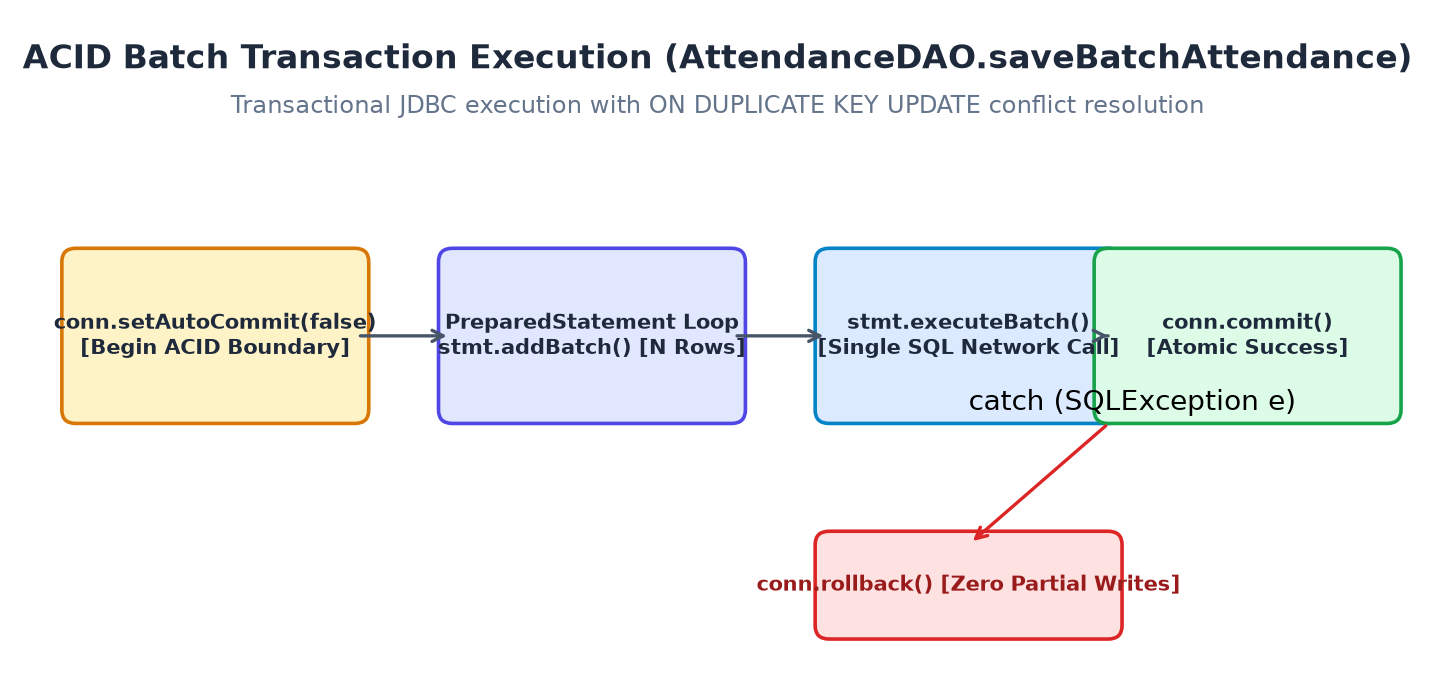 ACID Batch Transaction Execution (AttendanceDAO.saveBatchAttendance)
Transactional JDBC execution with ON DUPLICATE KEY UPDATE conflict resolution
conn.setAutoCommit(false)
[Begin ACID Boundary]
PreparedStatement Loop
stmt.addBatch() [N Rows]
stmt.executeBatch()
[Single SQL Network Call]
conn.commit()
[Atomic Success]
catch (SQLException e)
conn.rollback() [Zero Partial Writes]